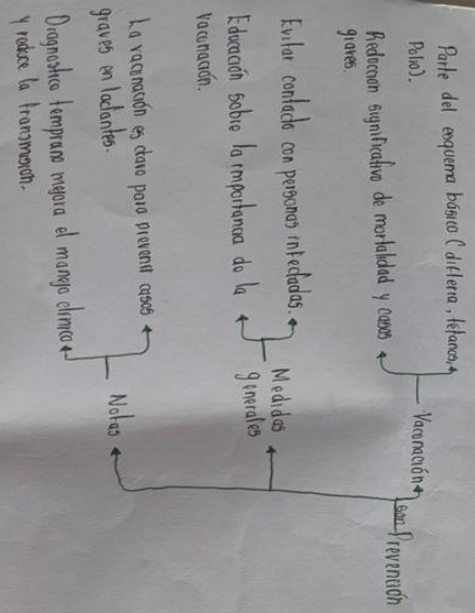 Prevención
son
Vacunación
Parte del esquema básico (difteria, tétanos,
Polio).
Reducción significativa de mortalidad y casos
graves.
Medidas
generales
Evitar contacto con personas infectadas.
Educación sobre la importancia de la
vacunación.
Notas
La vacunación es clave para prevenir casos
graves en lactantes.
Diagnostico temprano mejora el manejo clínico
y reduce la transmisión.